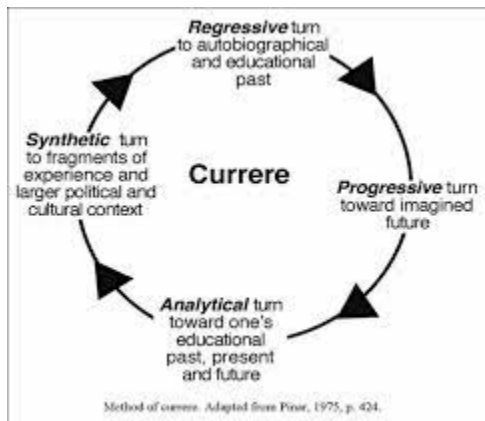 Regressive turn
to autobiographical
and educational
past
Synthetic turn
to fragments of
experience and
larger political and
cultural context
Currere
Progressive turn
toward imagined
future
Analytical turn
toward one's
educational
past, present
and future
Method of currere. Adapted from Pinar, 1975, p. 424.